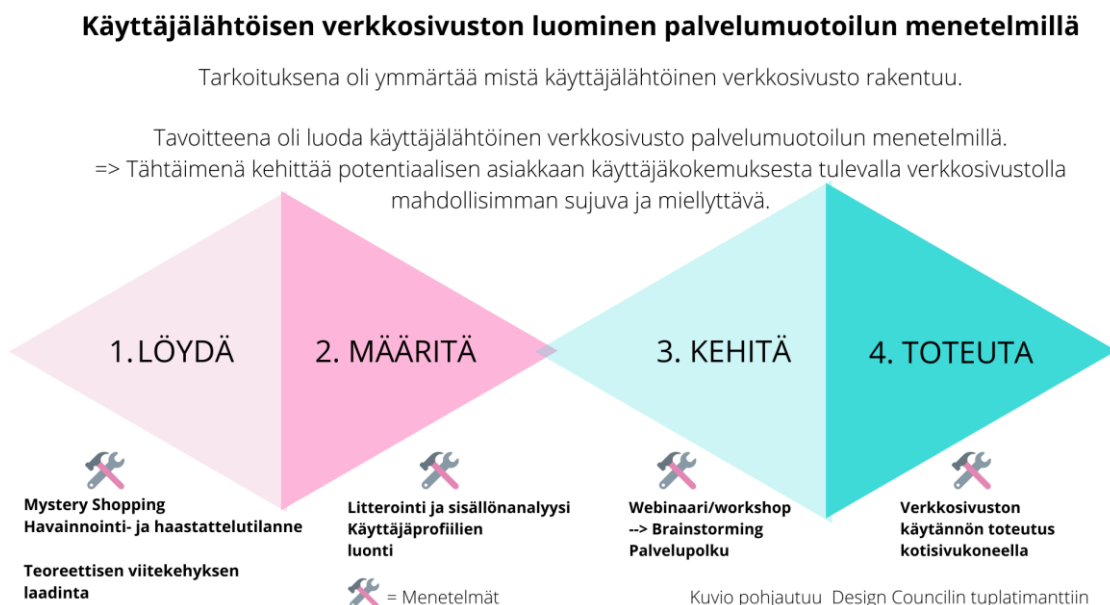 Käyttäjälähtöisen verkkosivuston luominen palvelumuotoilun menetelmillä
Tarkoituksena oli ymmärtää mistä käyttäjälähtöinen verkkosivusto rakentuu.
Tavoitteena oli luoda käyttäjälähtöinen verkkosivusto palvelumuotoilun menetelmillä.
=> Tähtäimenä kehittää potentiaalisen asiakkaan käyttäjäkokemuksesta tulevalla verkkosivustolla
mahdollisimman sujuva ja miellyttävä.
1. LÖYDÄ
2. MÄÄRITÄ
3. KEHITÄ
4. TOTEUTA
Mystery Shopping
Havainnointi- ja haastattelutilanne
Teoreettisen viitekehyksen
laadinta
Litterointi ja sisällönanalyysi
Käyttäjäprofiilien
luonti
Webinaari/workshop
--> Brainstorming
Palvelupolku
Verkkosivuston
käytännön toteutus
kotisivukoneella
= Menetelmät
Kuvio pohjautuu Design Councilin tuplatimanttiin